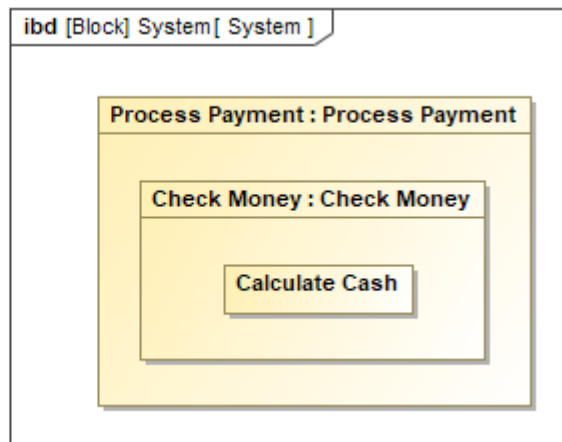 ibd [Block] System[ System ]
Process Payment : Process Payment
Check Money : Check Money
Calculate Cash